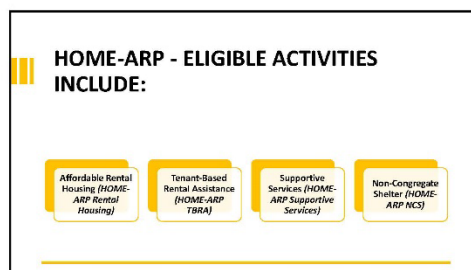 HOME-ARP - ELIGIBLE ACTIVITIES
INCLUDE:
Affordable Rental
Housing (HOME-
ARP Rental
Housing)
Tenant-Based
Rental Assistance
(HOME-ARP
TBRA)
Supportive
Services (HOME-
ARP Supportive
Services)
Non-Congregate
Shelter (HOME-
ARP NCS)